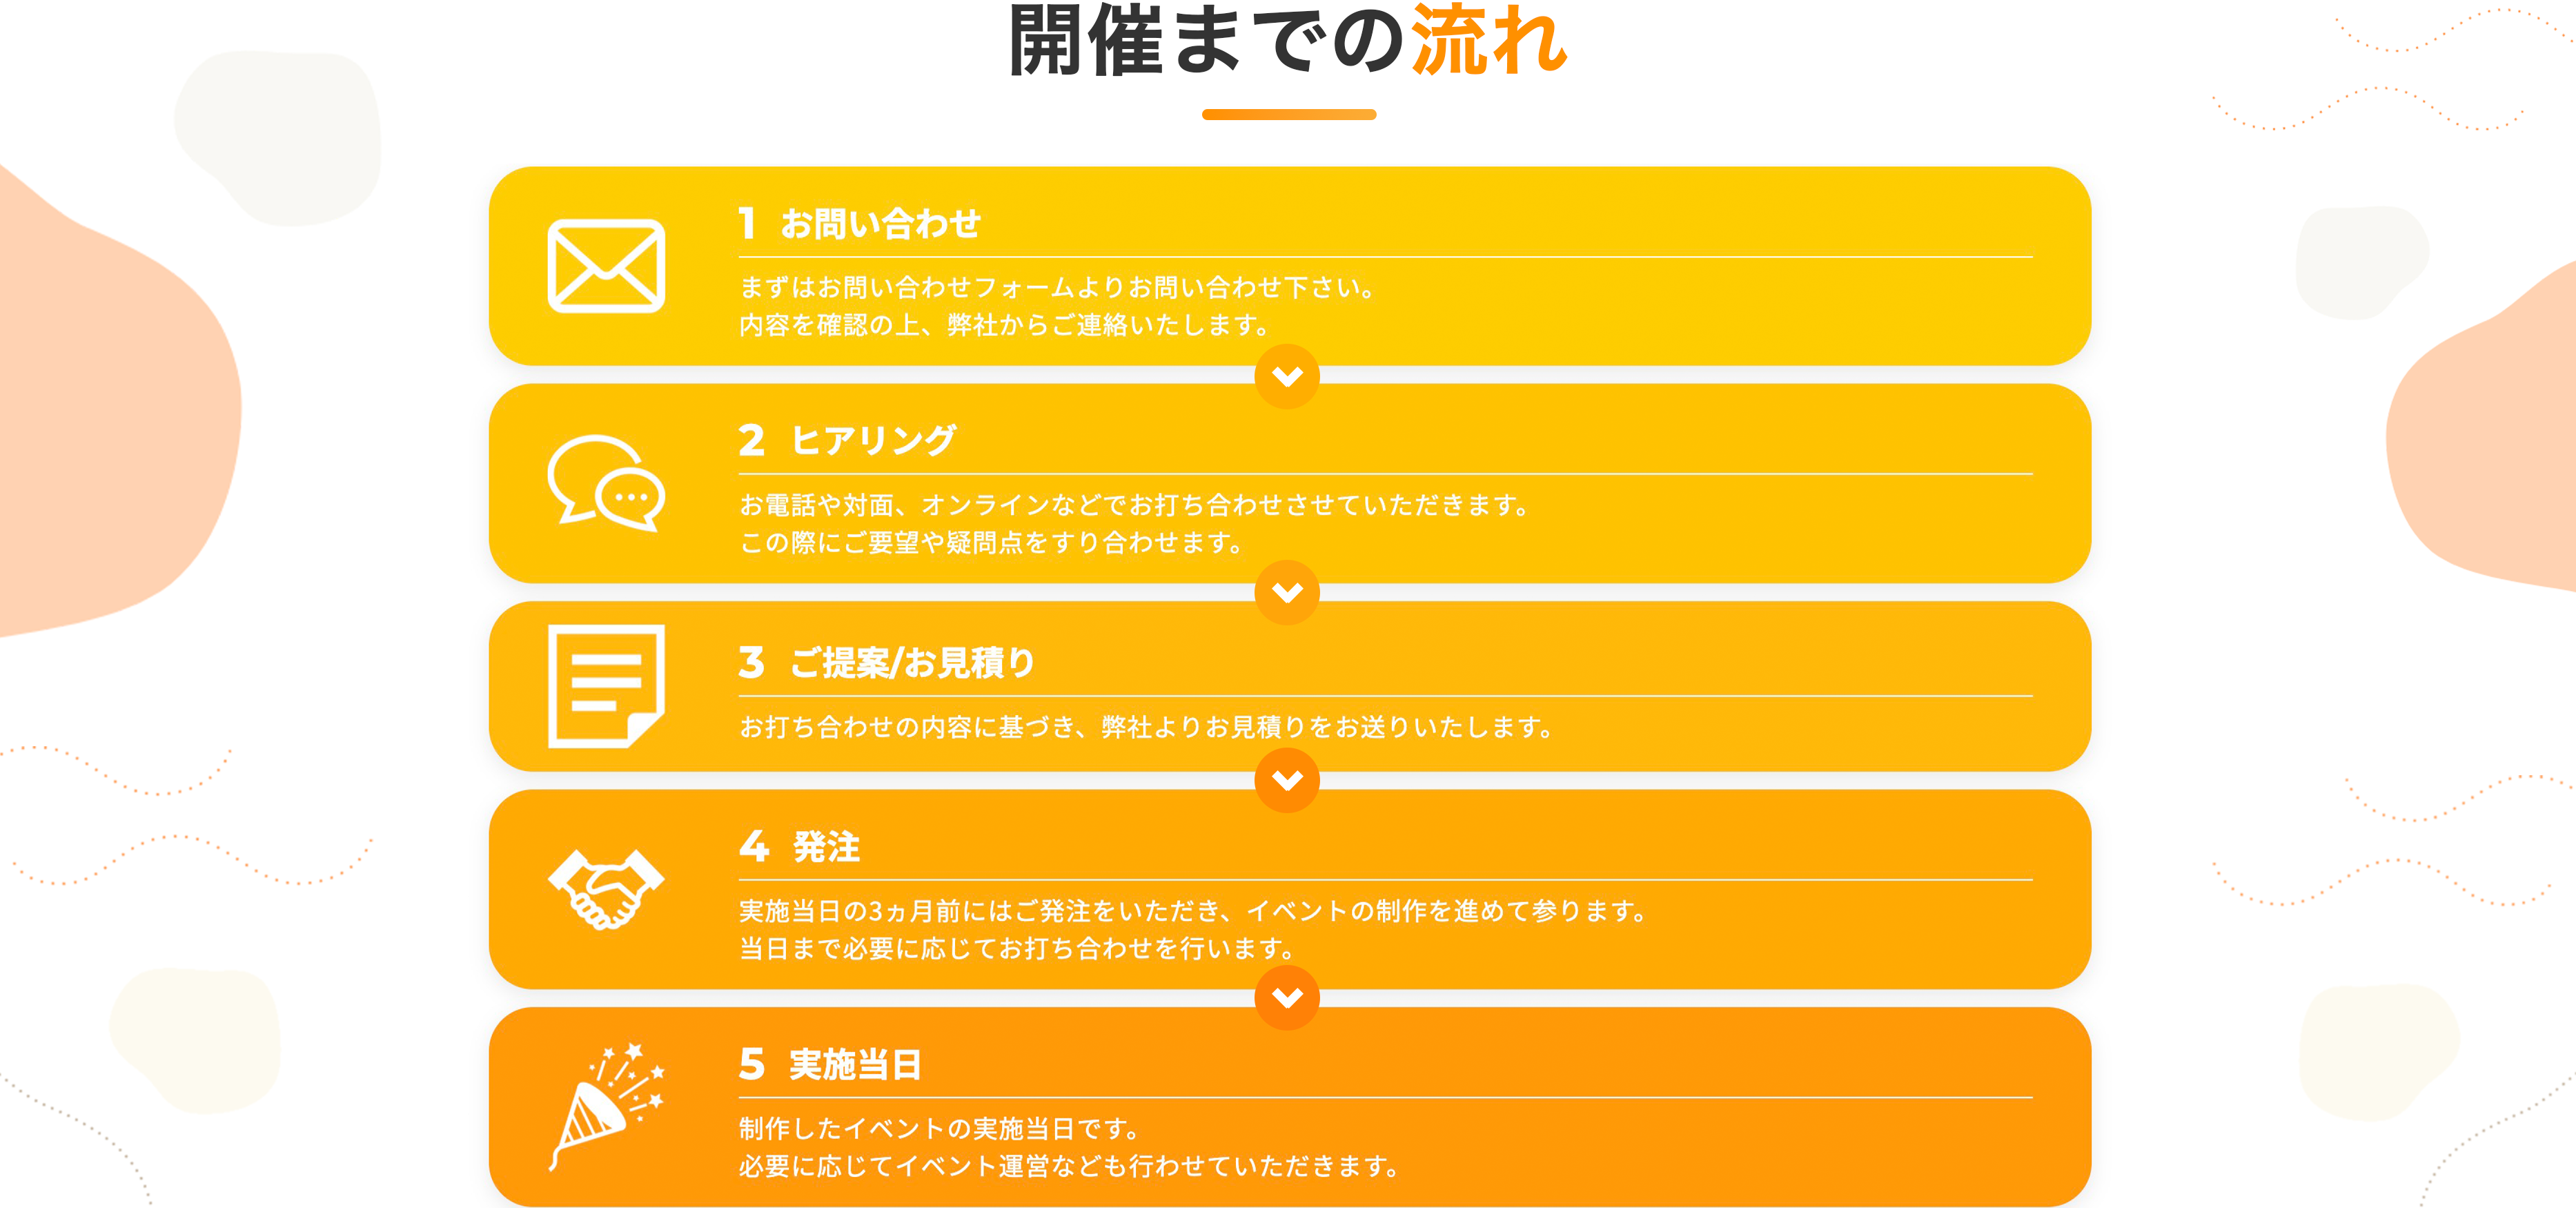 開催までの流れ
1 お問い合わせ
まずはお問い合わせフォームよりお問い合わせ下さい。
内容を確認の上、弊社からご連絡いたします。
2 ヒアリング
お電話や対面、オンラインなどでお打ち合わせさせていただきます。
この際にご要望や疑問点をすり合わせます。
3 ご提案/お見積り
お打ち合わせの内容に基づき、弊社よりお見積りをお送りいたします。
4 発注
実施当日の3ヵ月前にはご発注をいただき、イベントの制作を進めて参ります。
当日まで必要に応じてお打ち合わせを行います。
5 実施当日
制作したイベントの実施当日です。
必要に応じてイベント運営なども行わせていただきます。